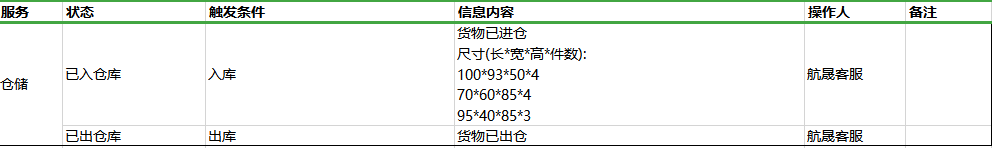 服务 状态 触发条件 信息内容 操作人 备注
仓储 已入仓库 入库 货物已进仓
尺寸(长*宽*高*件数):
100*93*50*4
70*60*85*4
95*40*85*3
航晟客服
已出仓库 出库 货物已出仓 航晟客服